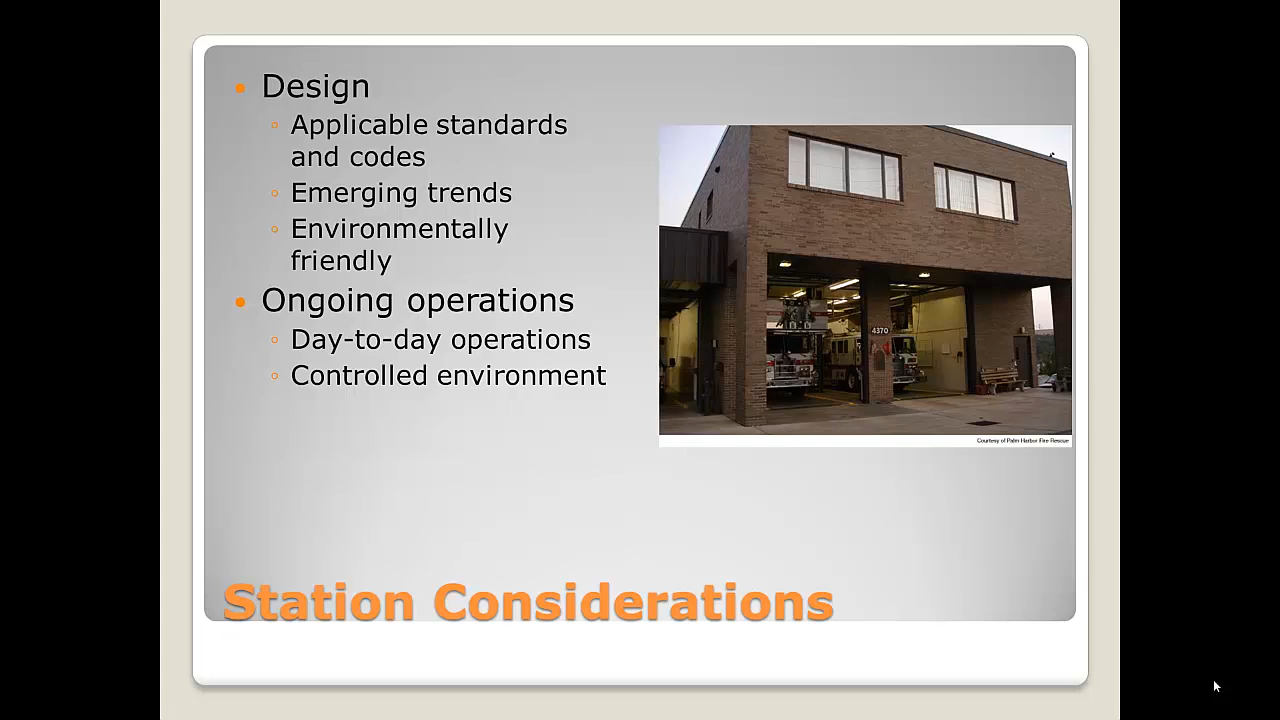 Design
Applicable standards
and codes
Emerging trends
Environmentally
friendly
Ongoing operations
Day-to-day operations
Controlled environment
4370
Courtesy of Palm Harbor Fire Rescue
Station Considerations